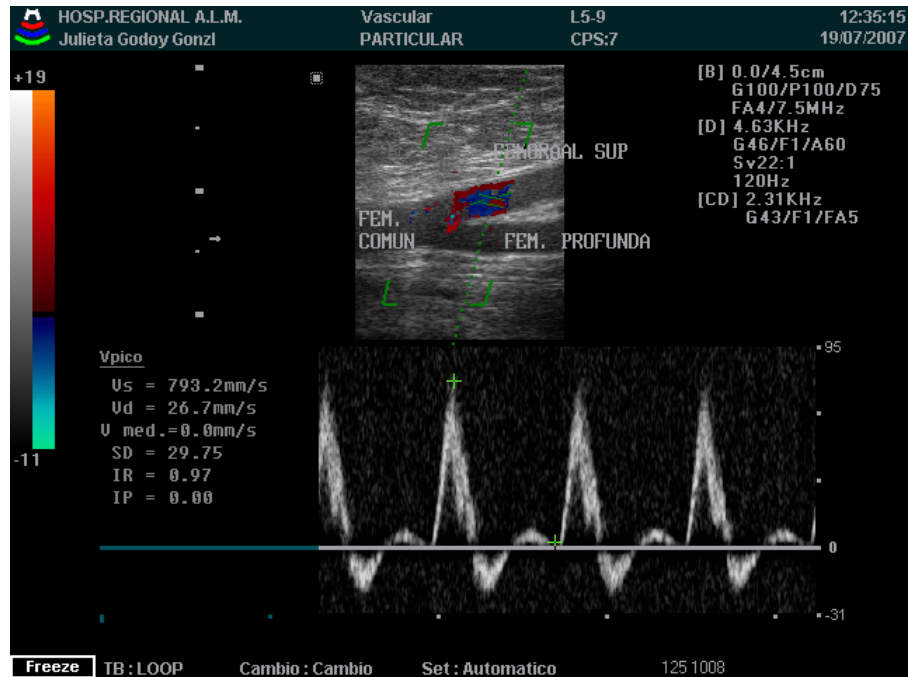 HOSP.REGIONAL A.L.M. Vascular L5-9 12:35:15
Julieta Godoy Gonzl PARTICULAR CPS:7 19/07/2007
+19
[B] 0.0/4.5cm
G100/P100/D75
FA4/7.5MHz
[D] 4.63KHz
G46/F1/A60
Sv22:1
120Hz
[CD] 2.31KHz
G43/F1/FA5
FEMORAAL SUP
FEM.
COMUN FEM. PROFUNDA
-11
Vpico
Vs = 793.2mm/s
Vd = 26.7mm/s
V med.=0.0mm/s
SD = 29.75
IR = 0.97
IP = 0.00
95
0
-31
Freeze TB:LOOP Cambio:Cambio Set:Automatico 125 1008